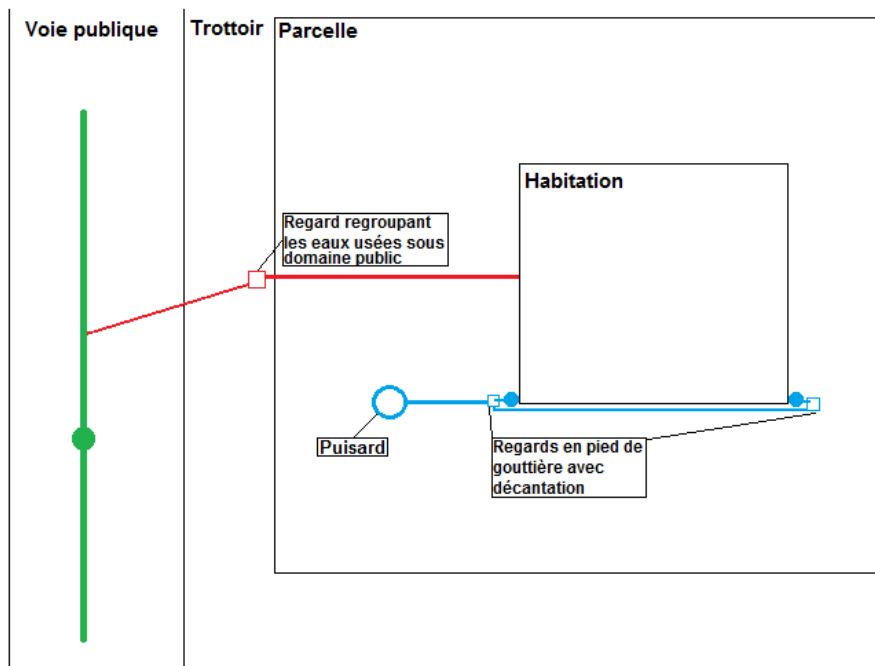 Voie publique
Trottoir
Parcelle
Habitation
Regard regroupant
les eaux usées sous
domaine public
Puisard
Regards en pied de
gouttière avec
décantation